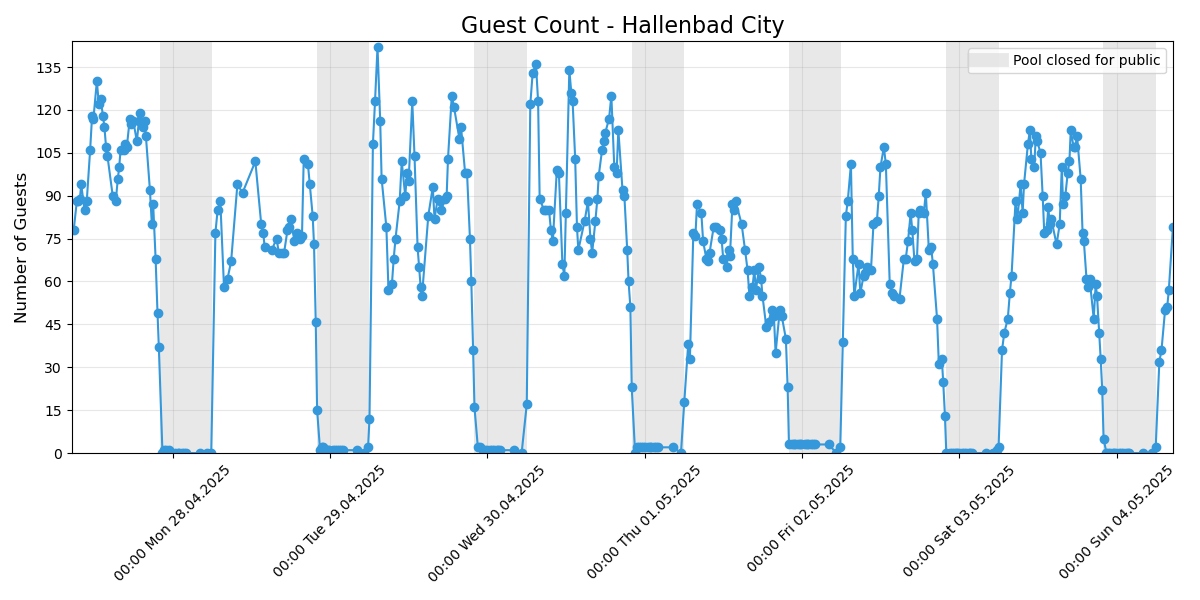 Guest Count - Hallenbad City
Pool closed for public
Number of Guests
135
120
105
90
75
60
45
30
15
0
00:00 Mon 28.04.2025
00:00 Tue 29.04.2025
00:00 Wed 30.04.2025
00:00 Thu 01.05.2025
00:00 Fri 02.05.2025
00:00 Sat 03.05.2025
00:00 Sun 04.05.2025